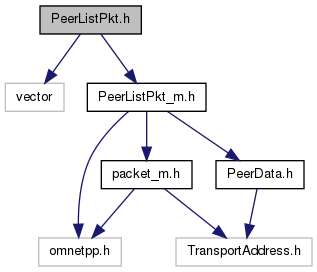 PeerListPkt.h
vector
PeerListPkt_m.h
packet_m.h
PeerData.h
omnetpp.h
TransportAddress.h